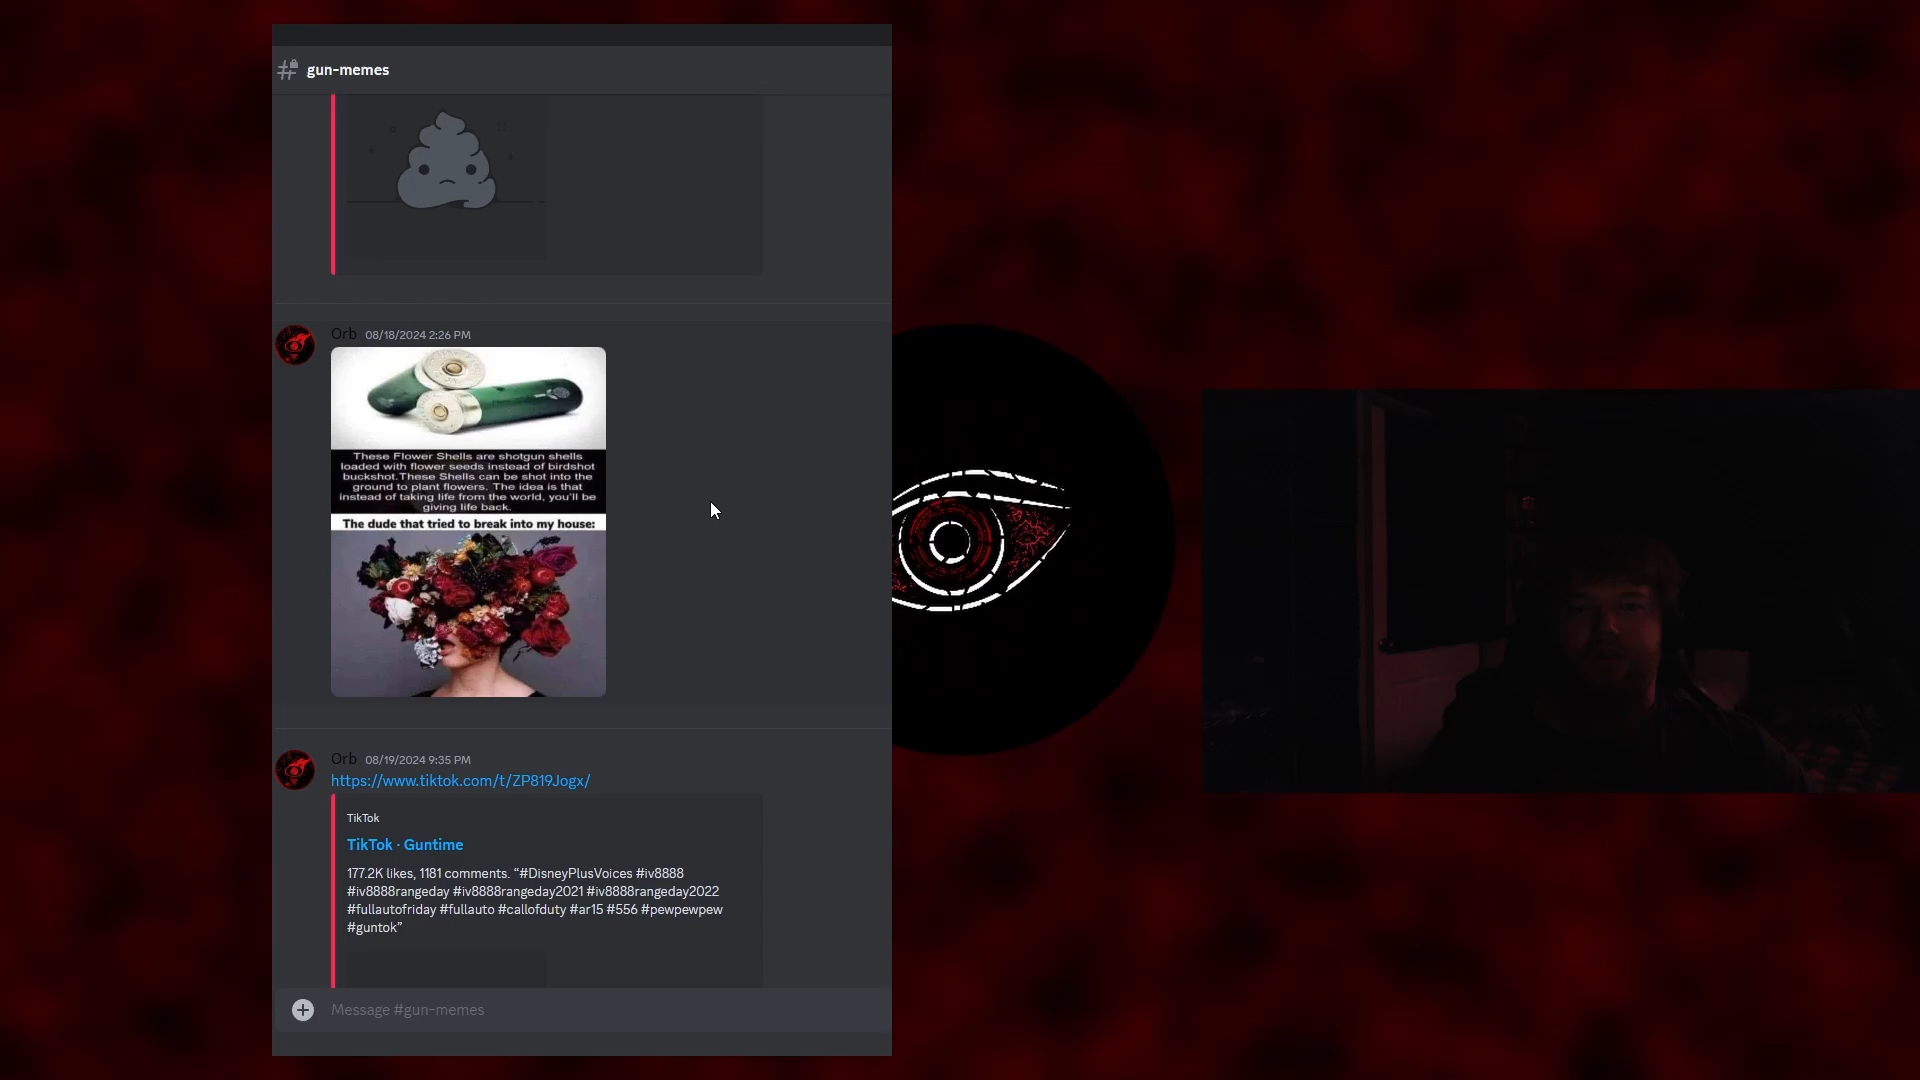 gun-memes
Orb 08/18/2024 2:26 PM
These Flower Shells are shotgun shells
loaded with flower seeds instead of birdshot
buckshot.These Shells can be shot into the
ground to plant flowers. The idea is that
instead of taking life from the world, you'll be
giving life back.
The dude that tried to break into my house:
Orb 08/19/2024 9:35 PM
https://www.tiktok.com/t/ZP819Jogx/
TikTok
TikTok · Guntime
177.2K likes, 1181 comments. “#DisneyPlusVoices #iv8888
#iv8888rangeday #iv8888rangeday2021 #iv8888rangeday2022
#fullautofriday #fullauto #callofduty #ar15 #556 #pewpewpew
#guntok”
Message #gun-memes